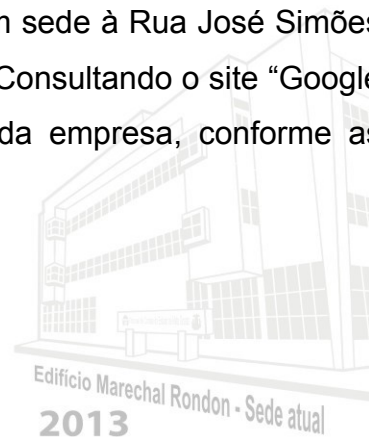 m sede à Rua José Simões
Consultando o site “Google
da empresa, conforme as
Edifício Marechal Rondon - Sede atual
2013